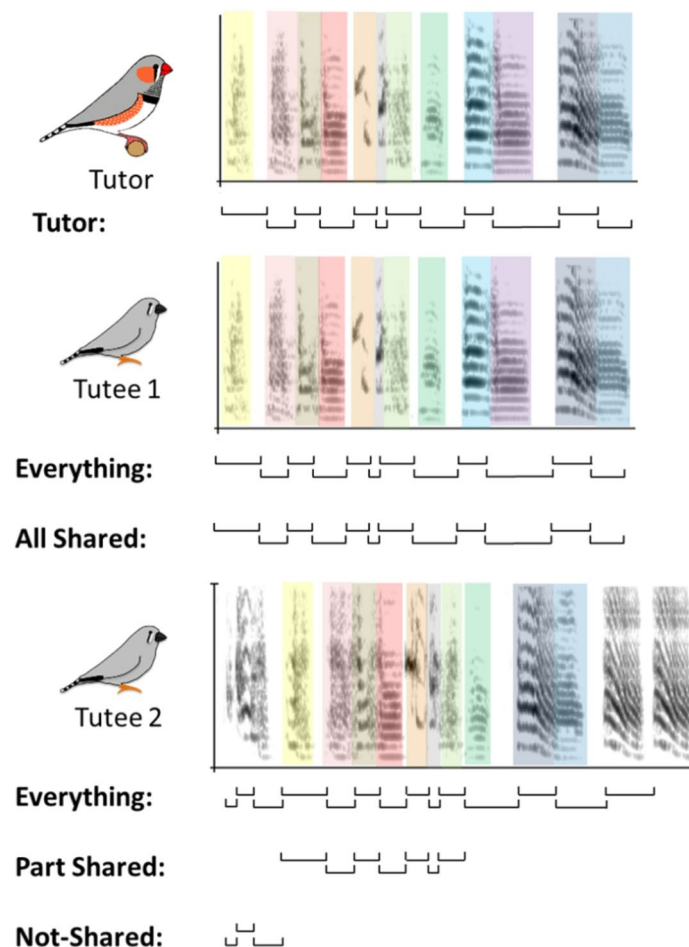 Tutor
Tutor:
Tutee 1
Everything:
All Shared:
Tutee 2
Everything:
Part Shared:
Not-Shared: